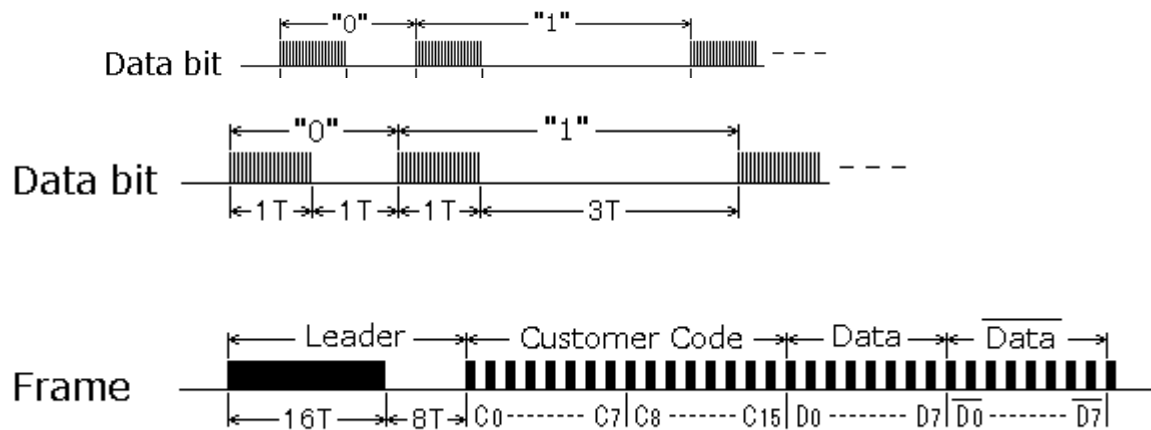 "0" "1"
Data bit
"0" "1"
Data bit
1T 1T 1T 3T
Leader Customer Code Data Data
Frame
16T 8T C0 -------- C7 C8 ------ C15 D0 -------- D7 D0 -------- D7